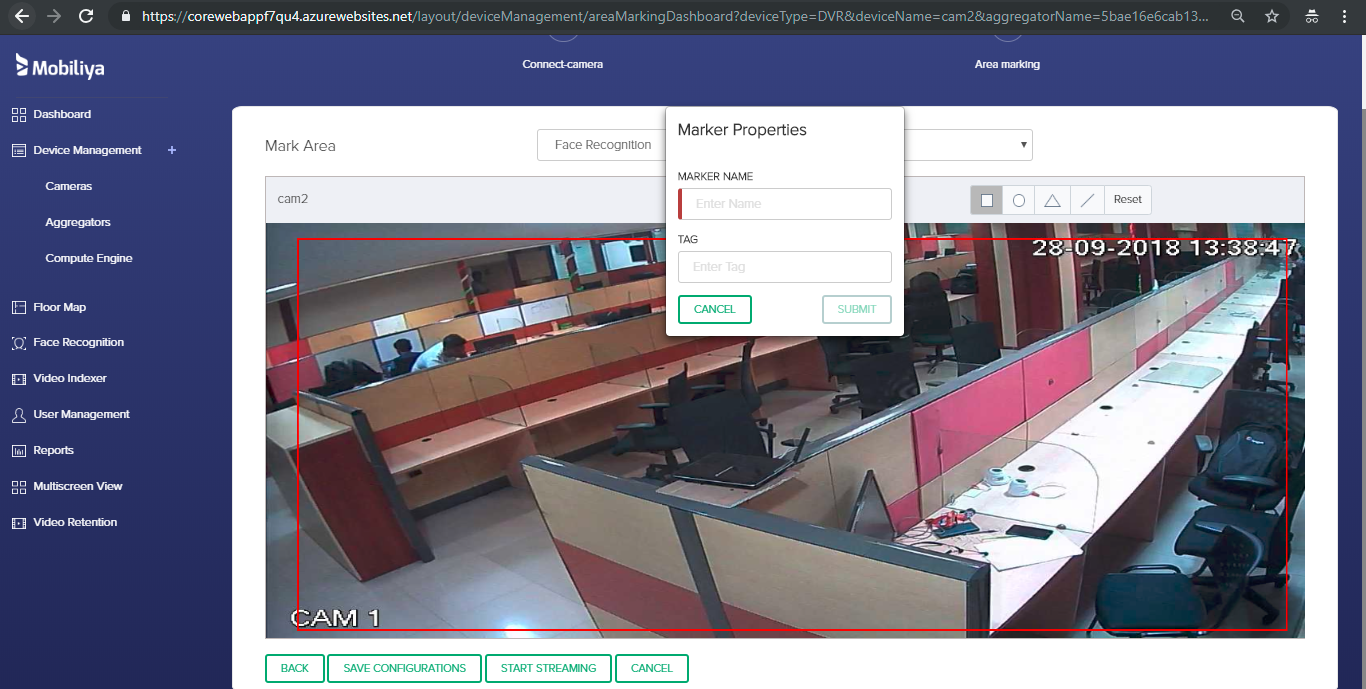 https://corewebappf7qu4.azurewebsites.net/layout/deviceManagement/areaMarkingDashboard?deviceType=DVR&deviceName=cam2&aggregatorName=5bae16e6cab13...
Mobiliya
Connect-camera
Area marking
Dashboard
Device Management +
Cameras
Aggregators
Compute Engine
Floor Map
Face Recognition
Video Indexer
User Management
Reports
Multiscreen View
Video Retention
Mark Area
Face Recognition
Marker Properties
MARKER NAME
Enter Name
TAG
Enter Tag
CANCEL
SUBMIT
cam2
Reset
28-09-2018 13:38:47
CAM 1
BACK
SAVE CONFIGURATIONS
START STREAMING
CANCEL